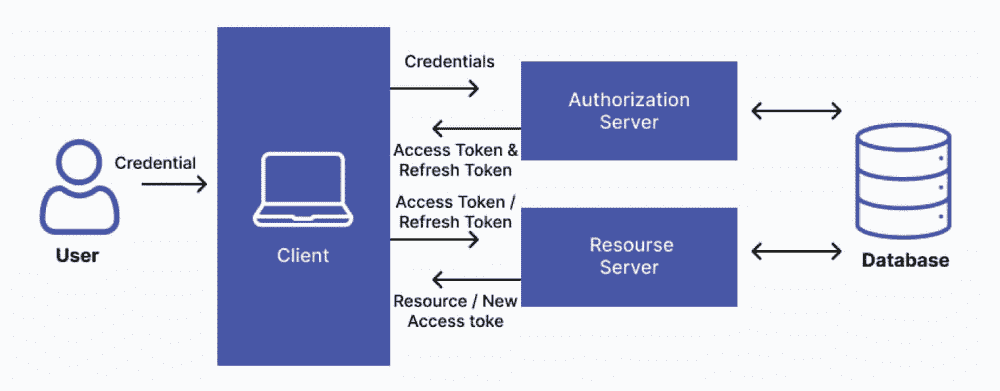 Credential
User
Client
Credentials
Access Token &
Refresh Token
Access Token /
Refresh Token
Resource / New
Access toke
Authorization
Server
Resourse
Server
Database